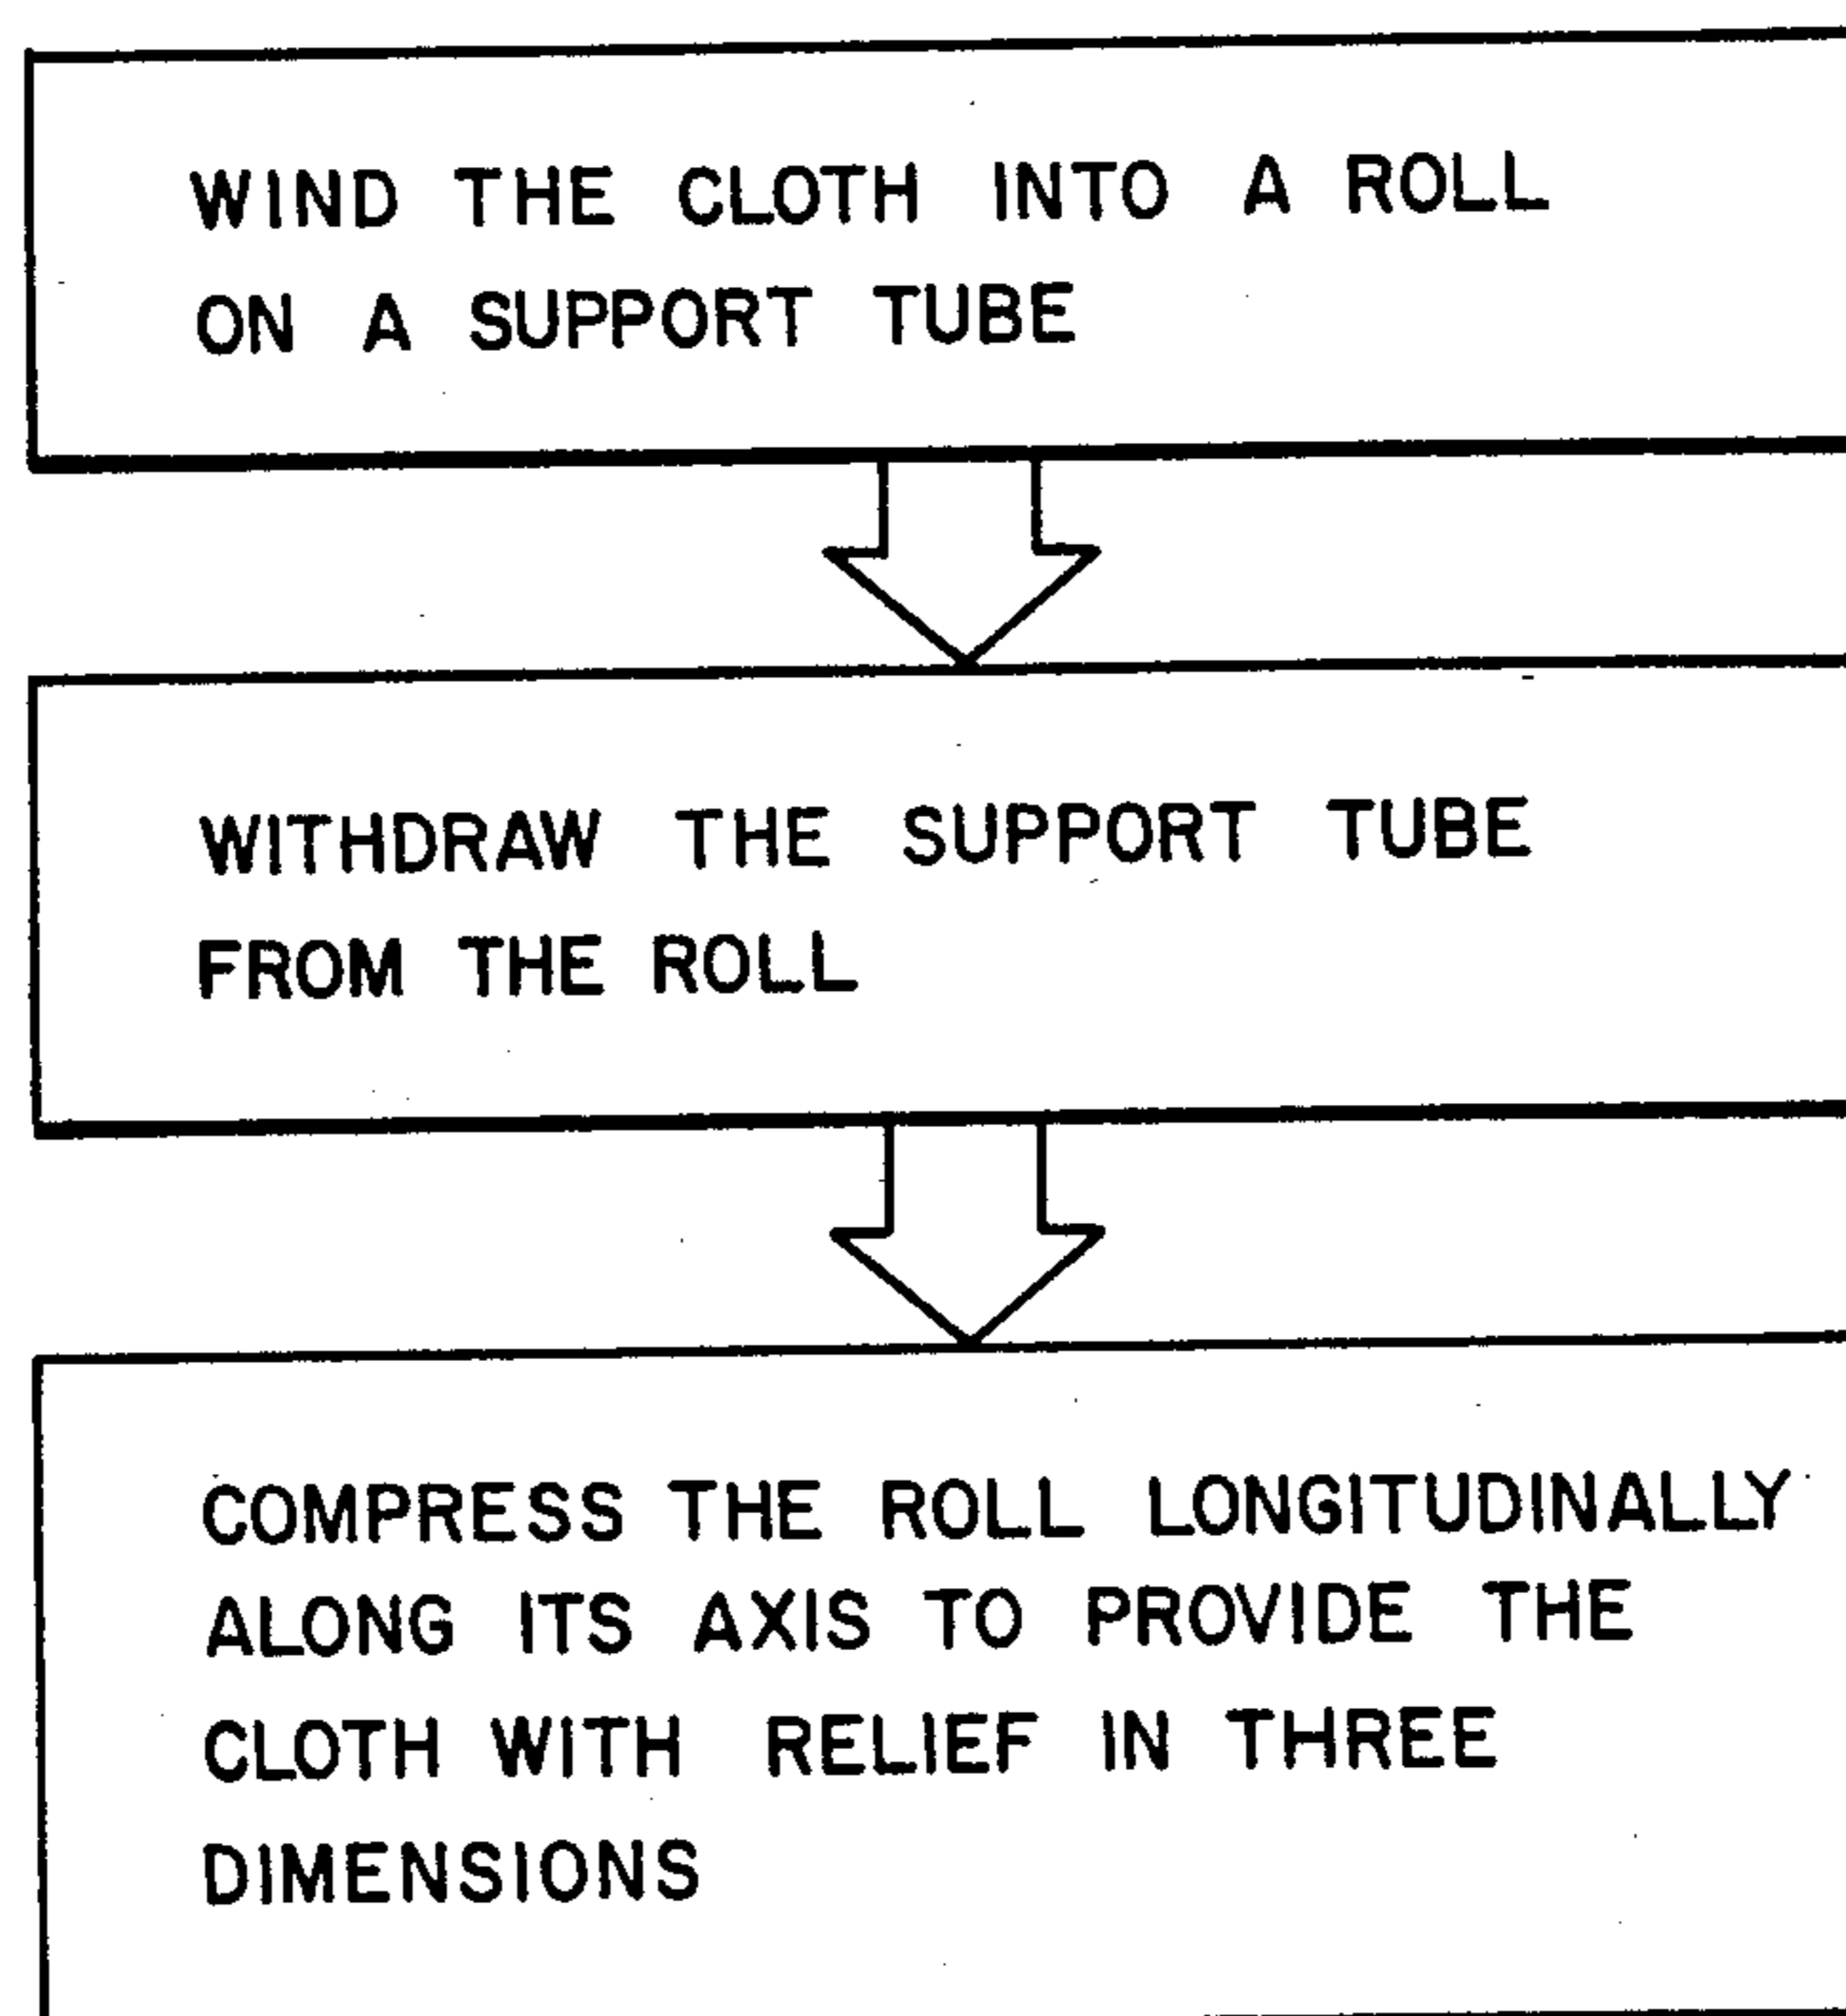 WIND THE CLOTH INTO A ROLL
ON A SUPPORT TUBE
WITHDRAW THE SUPPORT TUBE
FROM THE ROLL
COMPRESS THE ROLL LONGITUDINALLY
ALONG ITS AXIS TO PROVIDE THE
CLOTH WITH RELIEF IN THREE
DIMENSIONS